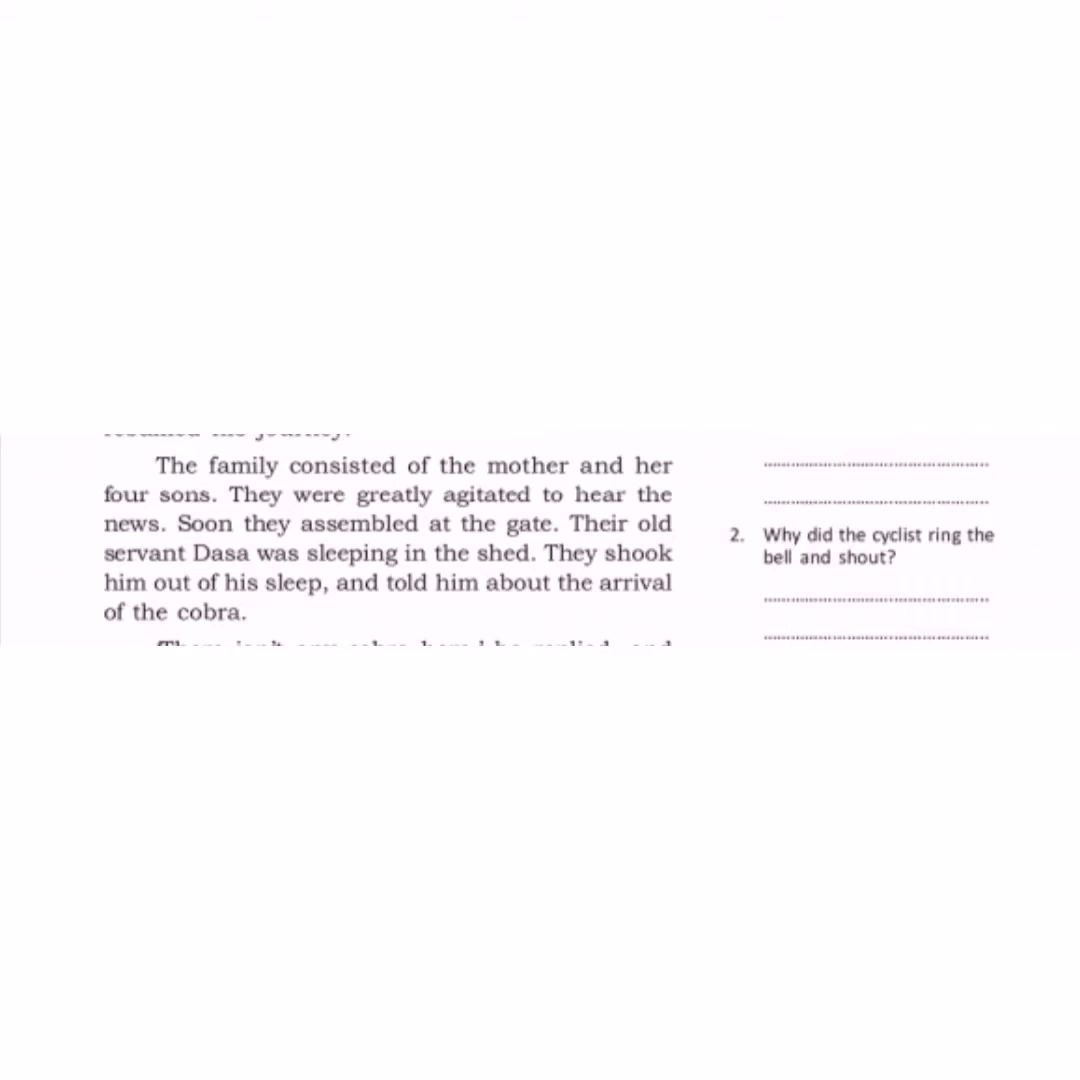 The family consisted of the mother and her
four sons. They were greatly agitated to hear the
news. Soon they assembled at the gate. Their old
servant Dasa was sleeping in the shed. They shook
him out of his sleep, and told him about the arrival
of the cobra.
2. Why did the cyclist ring the
bell and shout?